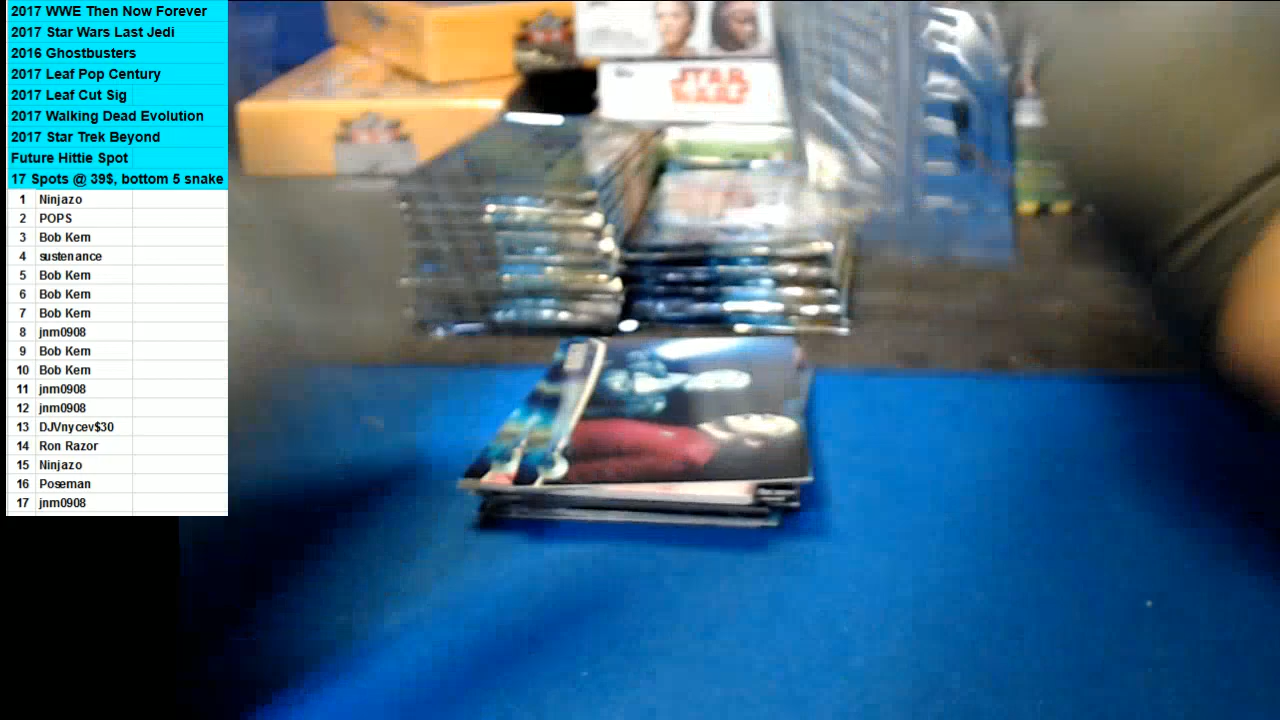 2017 WWE Then Now Forever
2017 Star Wars Last Jedi
2016 Ghostbusters
2017 Leaf Pop Century
2017 Leaf Cut Sig
2017 Walking Dead Evolution
2017 Star Trek Beyond
Future Hittie Spot
17 Spots @ 39$, bottom 5 snake
1 Ninjazo
2 POPS
3 Bob Kem
4 sustenance
5 Bob Kem
6 Bob Kem
7 Bob Kem
8 jnm0908
9 Bob Kem
10 Bob Kem
11 jnm0908
12 jnm0908
13 DJVnycev$30
14 Ron Razor
15 Ninjazo
16 Poseman
17 jnm0908
STAR
WARS